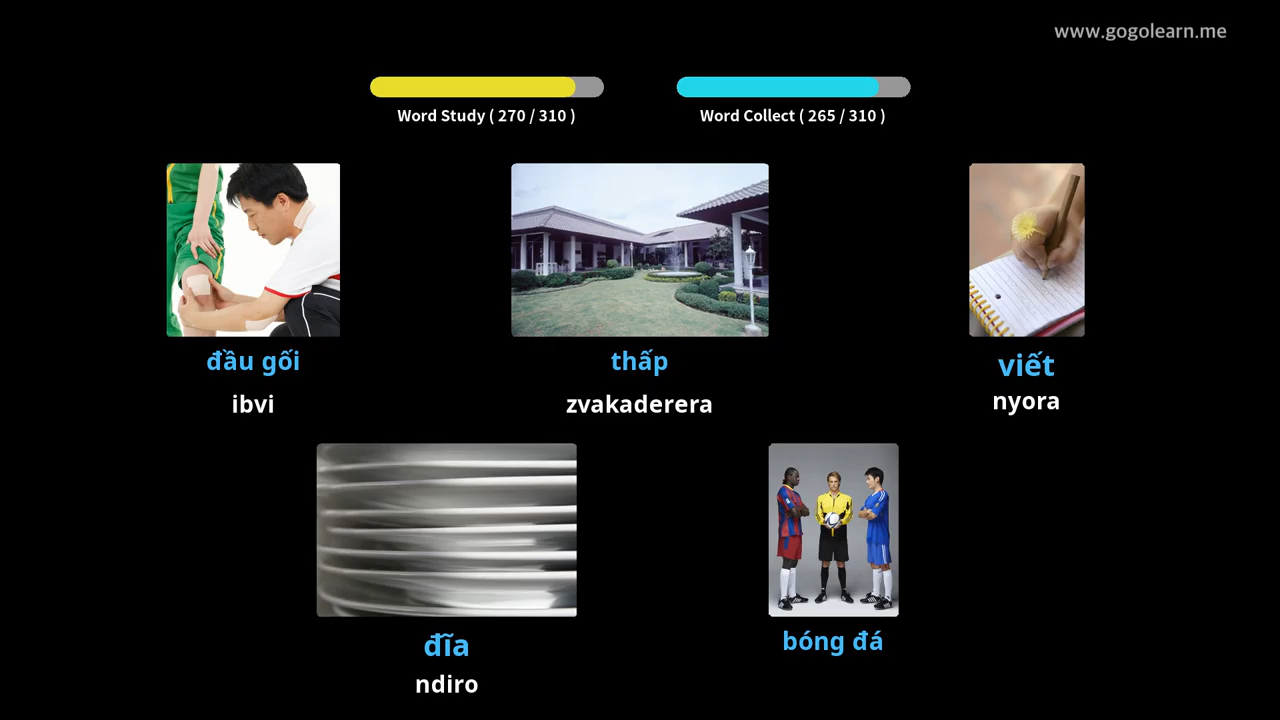 www.gogolearn.me
Word Study ( 270 / 310 )
Word Collect ( 265 / 310 )
đầu gối
ibvi
thấp
zvakaderera
viết
nyora
đĩa
ndiro
bóng đá